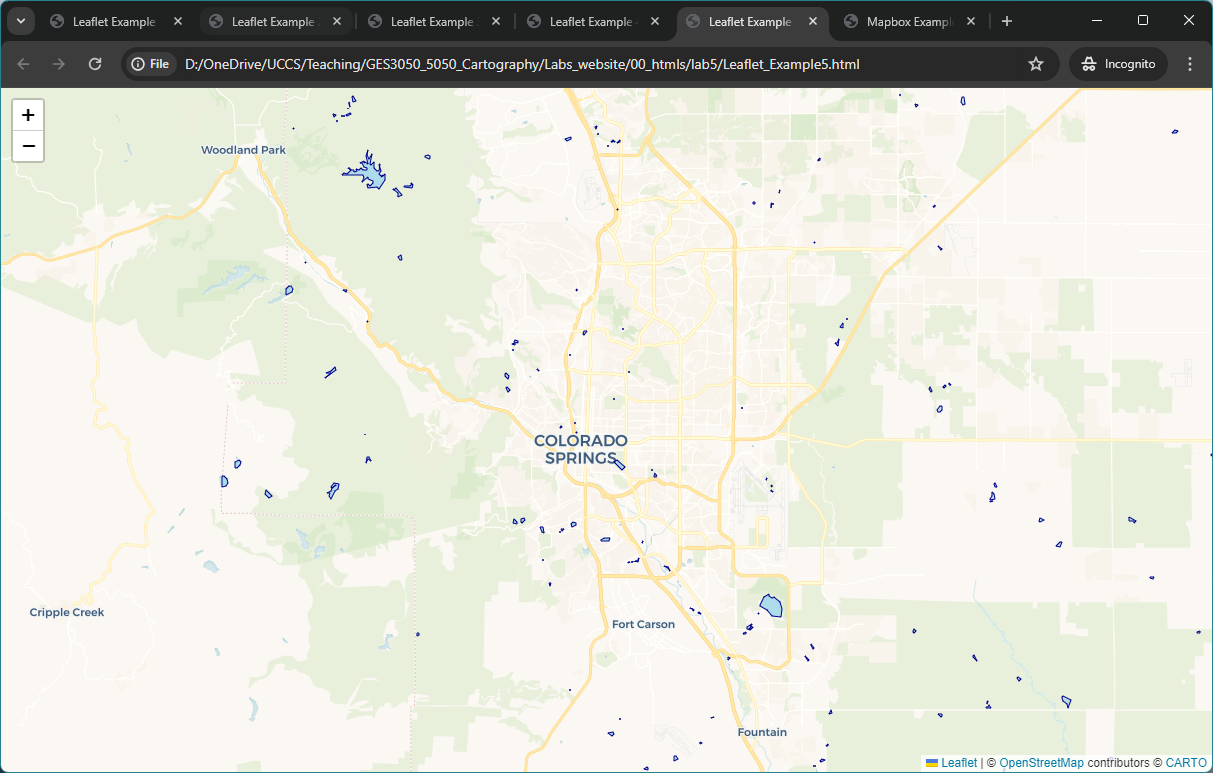 Leaflet Example
Leaflet Example
Leaflet Example
Leaflet Example
Leaflet Example
Mapbox Exampl
File
D:/OneDrive/UCCS/Teaching/GES3050_5050_Cartography/Labs_website/00_htmls/lab5/Leaflet_Example5.html
Incognito
+
−
Woodland Park
COLORADO
SPRINGS
Cripple Creek
Fort Carson
Fountain
Leaflet | © OpenStreetMap contributors © CARTO